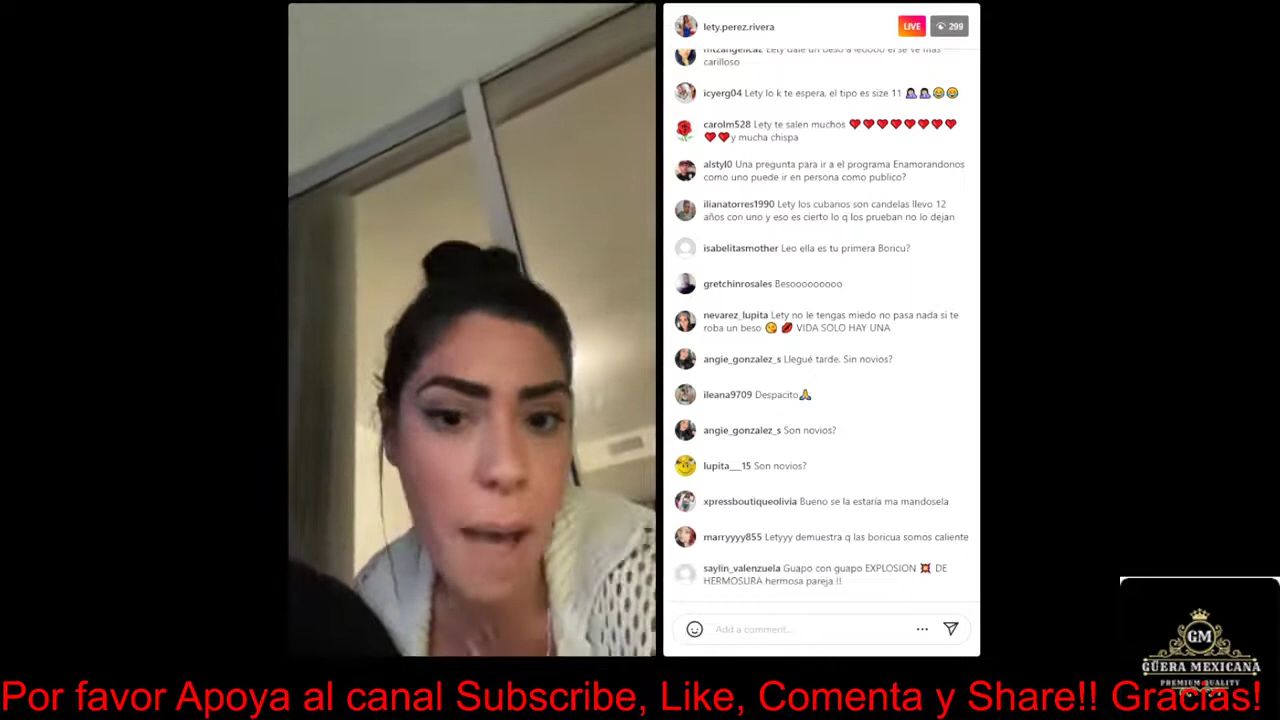 lety.perez.rivera
LIVE
299
mtzangelicaz Lety dale un beso a leoooo el se ve mas
carilloso
icyerg04 Lety lo k te espera, el tipo es size 11
carolm528 Lety te salen muchos
y mucha chispa
alstyl0 Una pregunta para ir a el programa Enamorandonos
como uno puede ir en persona como publico?
ilianatorres1990 Lety los cubanos son candelas llevo 12
años con uno y eso es cierto lo q los prueban no lo dejan
isabelitasmother Leo ella es tu primera Boricu?
gretchinrosales Besooooooooo
nevarez_lupita Lety no le tengas miedo no pasa nada si te
roba un beso 😘 💋 VIDA SOLO HAY UNA
angie_gonzalez_s Llegué tarde. Sin novios?
ileana9709 Despacito🙏
angie_gonzalez_s Son novios?
lupita___15 Son novios?
xpressboutiqueolivia Bueno se la estaría ma mandosela
marryyyy855 Letyyy demuestra q las boricua somos caliente
saylin_valenzuela Guapo con guapo EXPLOSION 💥 DE
HERMOSURA hermosa pareja !!
Add a comment...
GM
GÜERA MEXICANA
PREMIUM QUALITY
Por favor Apoya al canal Subscribe, Like, Comenta y Share!! Gracias!